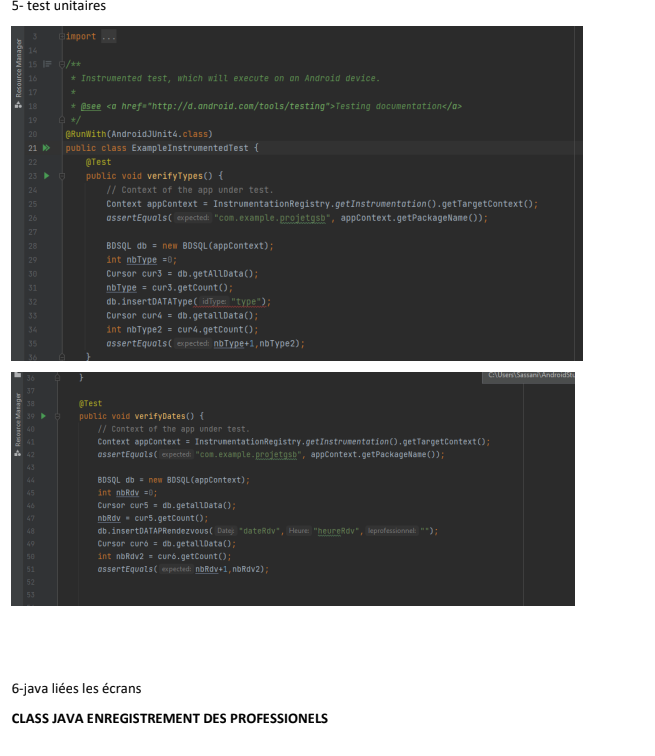 5- test unitaires
3 import ...
14
15 /**
16 * Instrumented test, which will execute on an Android device.
17 *
18 * @see <a href="http://d.android.com/tools/testing">Testing documentation</a>
19 */
20 @RunWith(AndroidJUnit4.class)
21 public class ExampleInstrumentedTest {
22 @Test
23 public void verifyTypes() {
24 // Context of the app under test.
25 Context appContext = InstrumentationRegistry.getInstrumentation().getTargetContext();
26 assertEquals( expected: "com.example.projetgsb", appContext.getPackageName());
27
28 BDSQL db = new BDSQL(appContext);
29 int nbType =0;
30 Cursor cur3 = db.getAllData();
31 nbType = cur3.getCount();
32 db.insertDATAType( idType: "type");
33 Cursor cur4 = db.getallData();
34 int nbType2 = cur4.getCount();
35 assertEquals( expected: nbType+1,nbType2);
36 }
Resource Manager
C:\Users\Sassani\AndroidStu
36 }
37
38 @Test
39 public void verifyDates() {
40 // Context of the app under test.
41 Context appContext = InstrumentationRegistry.getInstrumentation().getTargetContext();
42 assertEquals( expected: "com.example.projetgsb", appContext.getPackageName());
43
44 BDSQL db = new BDSQL(appContext);
45 int nbRdv =0;
46 Cursor cur5 = db.getallData();
47 nbRdv = cur5.getCount();
48 db.insertDATAPRendezvous( Date: "dateRdv", Heure: "heureRdv", leprofessionnel: "");
49 Cursor cur6 = db.getallData();
50 int nbRdv2 = cur6.getCount();
51 assertEquals( expected: nbRdv+1,nbRdv2);
52
53
Resource Manager
6-java liées les écrans
CLASS JAVA ENREGISTREMENT DES PROFESSIONELS